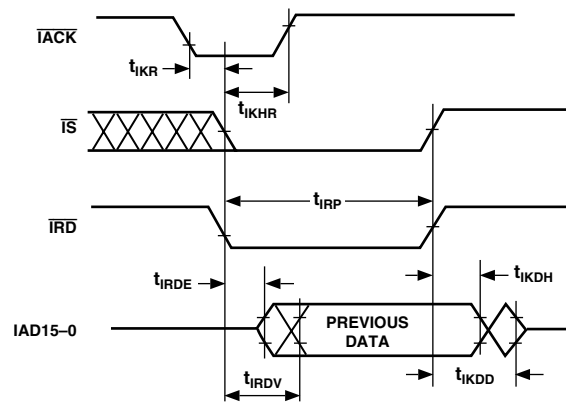 IACK
tIKR
tIKHR
IS
tIRP
IRD
tIRDE
tIKDH
IAD15–0
PREVIOUS
DATA
tIKDD
tIRDV